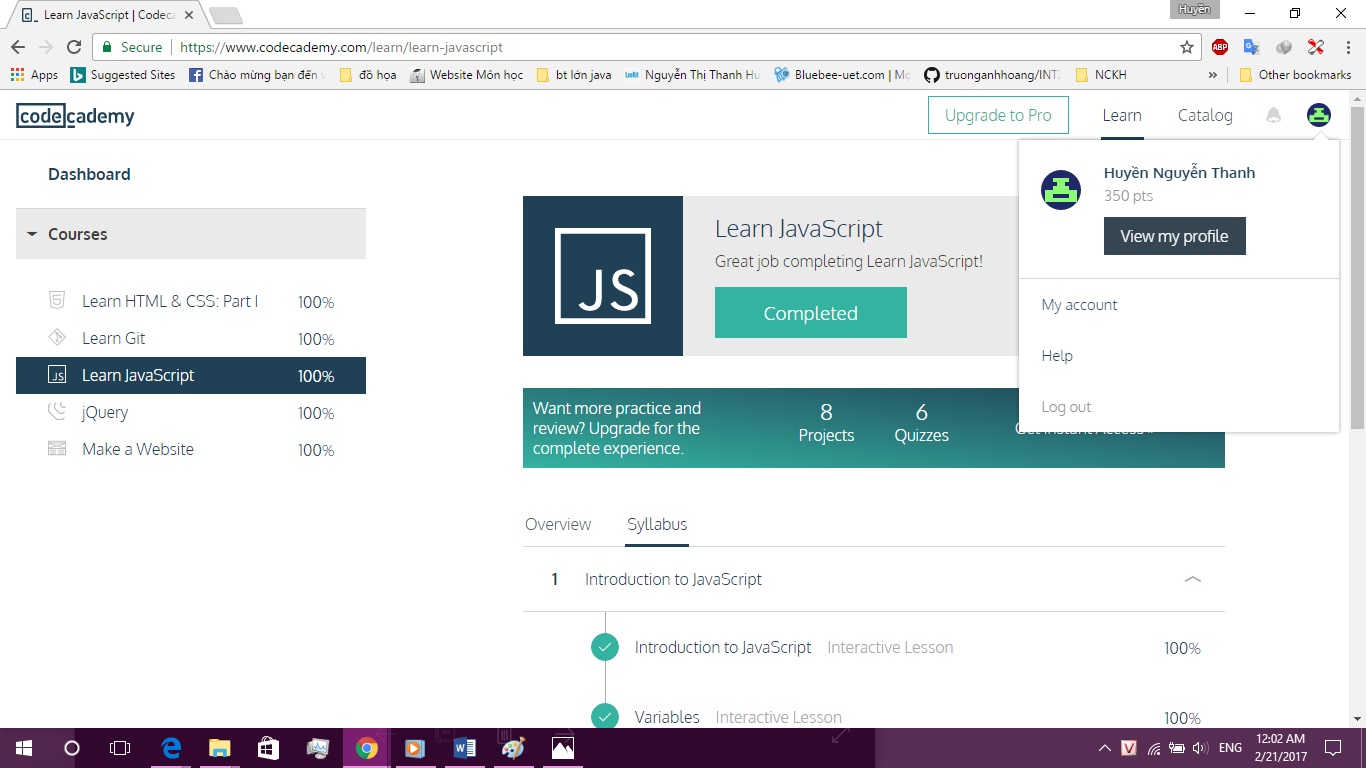 Learn JavaScript | Codeca
Huyền
Secure
https://www.codecademy.com/learn/learn-javascript
ABP
Apps
Suggested Sites
Chào mừng bạn đến v
đồ họa
Website Môn học
bt lớn java
Nguyễn Thị Thanh Hu
Bluebee-uet.com | Mo
truonganhhoang/INT2
NCKH
»
Other bookmarks
codecademy
Upgrade to Pro
Learn
Catalog
Huyền Nguyễn Thanh
350 pts
View my profile
My account
Help
Log out
Dashboard
Courses
Learn HTML & CSS: Part I 100%
Learn Git 100%
JS Learn JavaScript 100%
jQuery 100%
Make a Website 100%
JS
Learn JavaScript
Great job completing Learn JavaScript!
Completed
Want more practice and
review? Upgrade for the
complete experience.
8
Projects
6
Quizzes
Get Instant Access
Overview
Syllabus
1 Introduction to JavaScript
Introduction to JavaScript Interactive Lesson 100%
Variables Interactive Lesson 100%
ENG
12:02 AM
2/21/2017